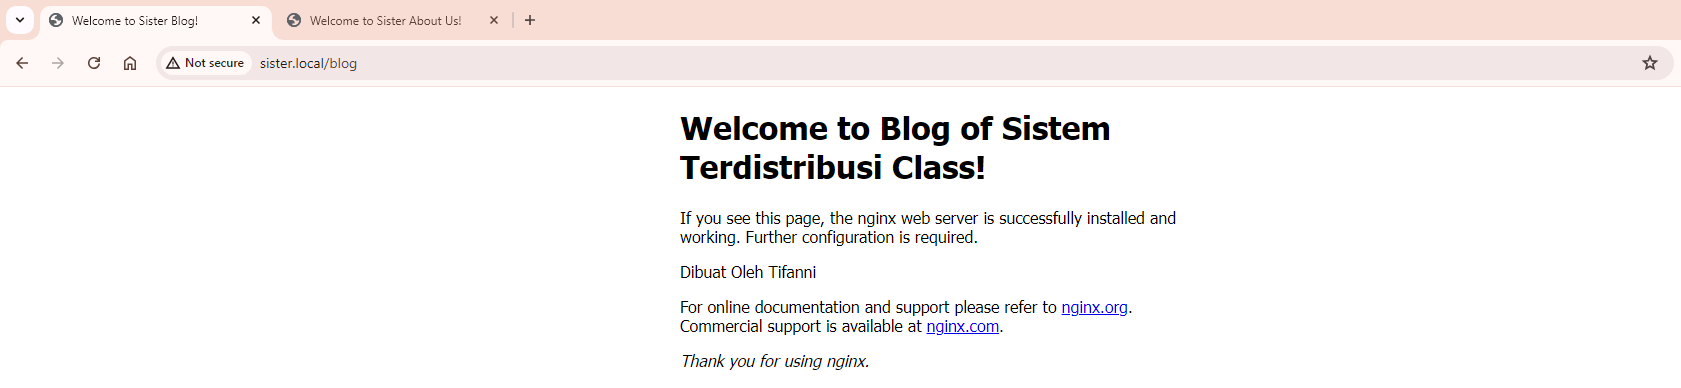 Welcome to Sister Blog!
Welcome to Sister About Us!
Not secure
sister.local/blog
Welcome to Blog of Sistem
Terdistribusi Class!
If you see this page, the nginx web server is successfully installed and
working. Further configuration is required.
Dibuat Oleh Tifanni
For online documentation and support please refer to nginx.org.
Commercial support is available at nginx.com.
Thank you for using nginx.